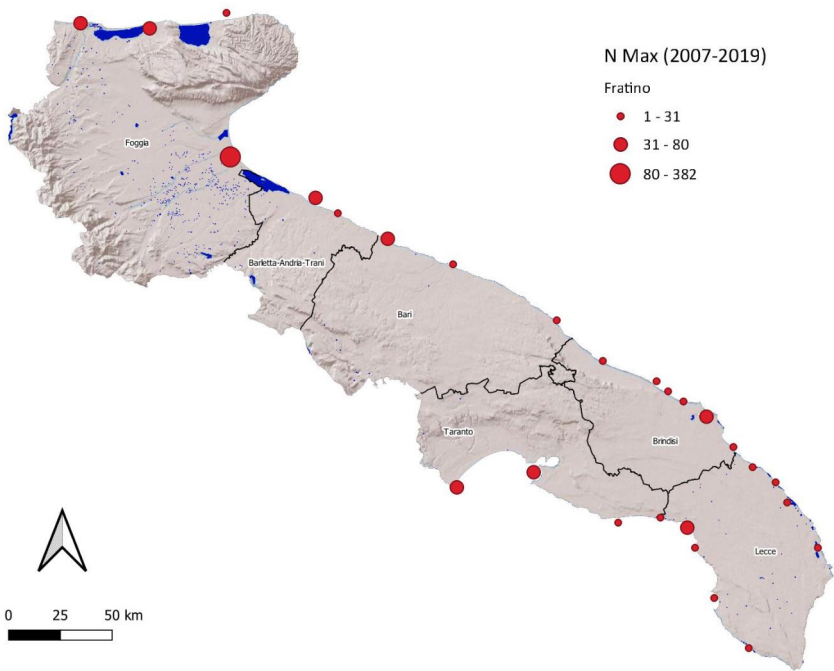 N Max (2007-2019)
Fratino
1 - 31
31 - 80
80 - 382
Foggia
Barletta-Andria-Trani
Bari
Taranto
Brindisi
Lecce
0 25 50 km